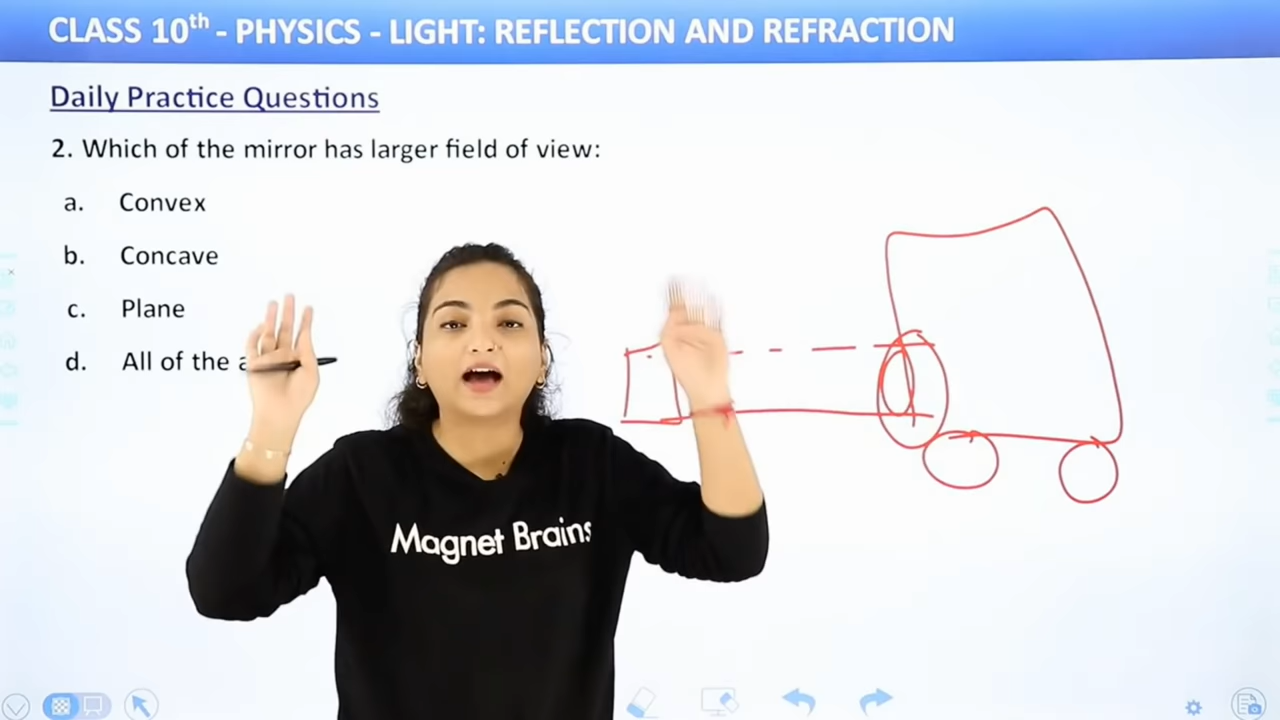 CLASS 10th - PHYSICS - LIGHT: REFLECTION AND REFRACTION
Daily Practice Questions
2. Which of the mirror has larger field of view:
a. Convex
b. Concave
c. Plane
d. All of the
Magnet Brains